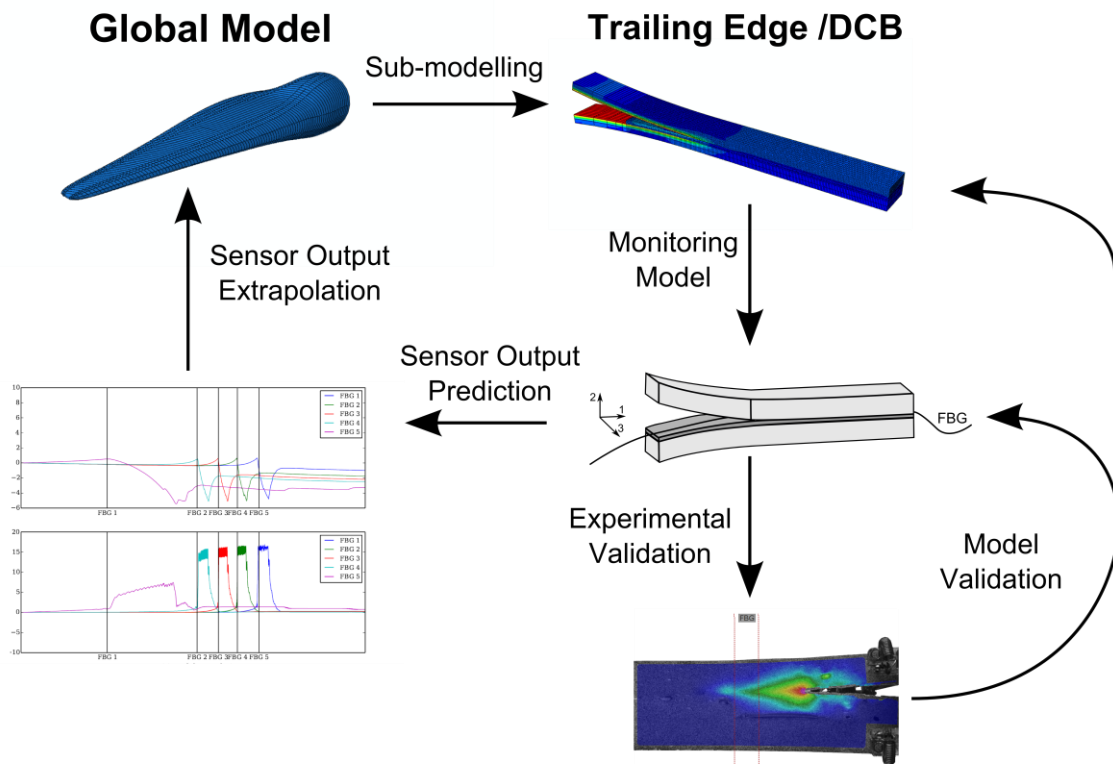 Global Model
Trailing Edge /DCB
Sub-modelling
Sensor Output
Extrapolation
Monitoring
Model
Sensor Output
Prediction
2
1
3
FBG
Experimental
Validation
Model
Validation
10
8
6
4
2
0
−2
−4
−6
FBG 1
FBG 2
FBG 3
FBG 4
FBG 5
FBG 1
FBG 2 FBG 3 FBG 4 FBG 5
20
15
10
5
0
−5
−10
FBG 1
FBG 2
FBG 3
FBG 4
FBG 5
FBG 1
FBG 2 FBG 3 FBG 4 FBG 5
FBG